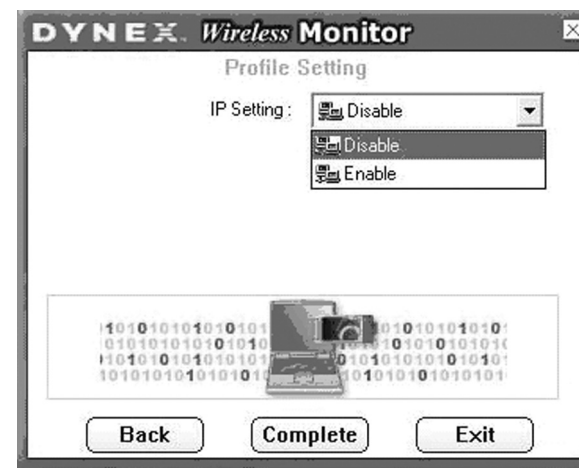 DYNEX Wireless Monitor
Profile Setting
IP Setting : Disable
Disable
Enable
Back Complete Exit